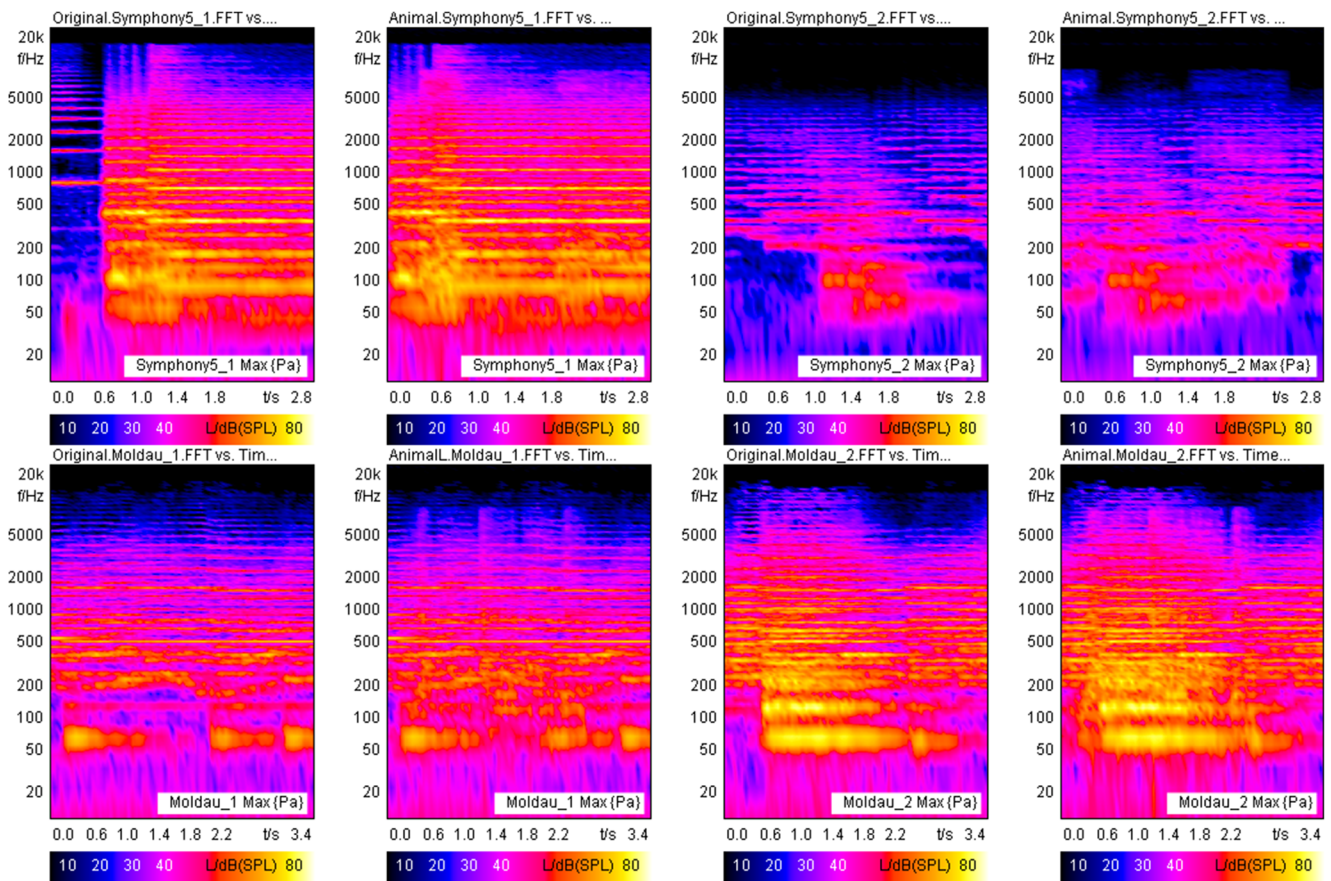 Original.Symphony5_1.FFT vs....
20k
f/Hz
5000
2000
1000
500
200
100
50
20
Symphony5_1 Max{Pa}
0.0 0.6 1.0 1.4 1.8 t/s 2.8
10 20 30 40 L/dB(SPL) 80
Animal.Symphony5_1.FFT vs. ...
20k
f/Hz
5000
2000
1000
500
200
100
50
20
Symphony5_1 Max{Pa}
0.0 0.6 1.0 1.4 1.8 t/s 2.8
10 20 30 40 L/dB(SPL) 80
Original.Symphony5_2.FFT vs....
20k
f/Hz
5000
2000
1000
500
200
100
50
20
Symphony5_2 Max{Pa}
0.0 0.6 1.0 1.4 1.8 t/s 2.8
10 20 30 40 L/dB(SPL) 80
Animal.Symphony5_2.FFT vs. ...
20k
f/Hz
5000
2000
1000
500
200
100
50
20
Symphony5_2 Max{Pa}
0.0 0.6 1.0 1.4 1.8 t/s 2.8
10 20 30 40 L/dB(SPL) 80
Original.Moldau_1.FFT vs. Tim...
20k
f/Hz
5000
2000
1000
500
200
100
50
20
Moldau_1 Max{Pa}
0.0 0.6 1.0 1.4 1.8 2.2 t/s 3.4
10 20 30 40 L/dB(SPL) 80
AnimalL.Moldau_1.FFT vs. Tim...
20k
f/Hz
5000
2000
1000
500
200
100
50
20
Moldau_1 Max{Pa}
0.0 0.6 1.0 1.4 1.8 2.2 t/s 3.4
10 20 30 40 L/dB(SPL) 80
Original.Moldau_2.FFT vs. Tim...
20k
f/Hz
5000
2000
1000
500
200
100
50
20
Moldau_2 Max{Pa}
0.0 0.6 1.0 1.4 1.8 2.2 t/s 3.4
10 20 30 40 L/dB(SPL) 80
Animal.Moldau_2.FFT vs. Time...
20k
f/Hz
5000
2000
1000
500
200
100
50
20
Moldau_2 Max{Pa}
0.0 0.6 1.0 1.4 1.8 2.2 t/s 3.4
10 20 30 40 L/dB(SPL) 80